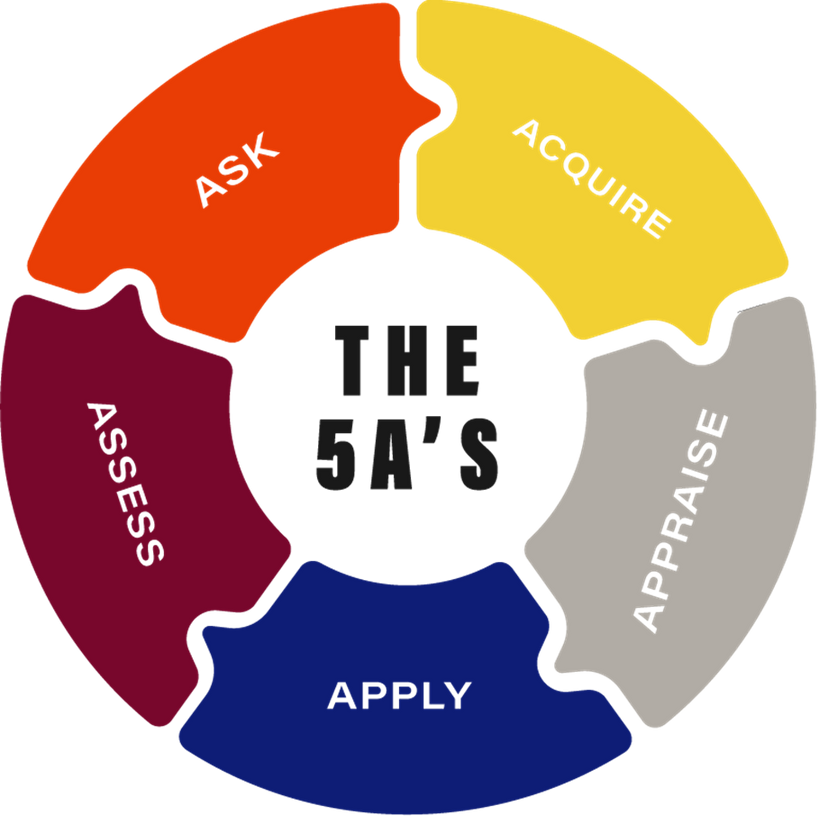 ASK
ACQUIRE
THE
5A'S
ASSESS
APPRAISE
APPLY